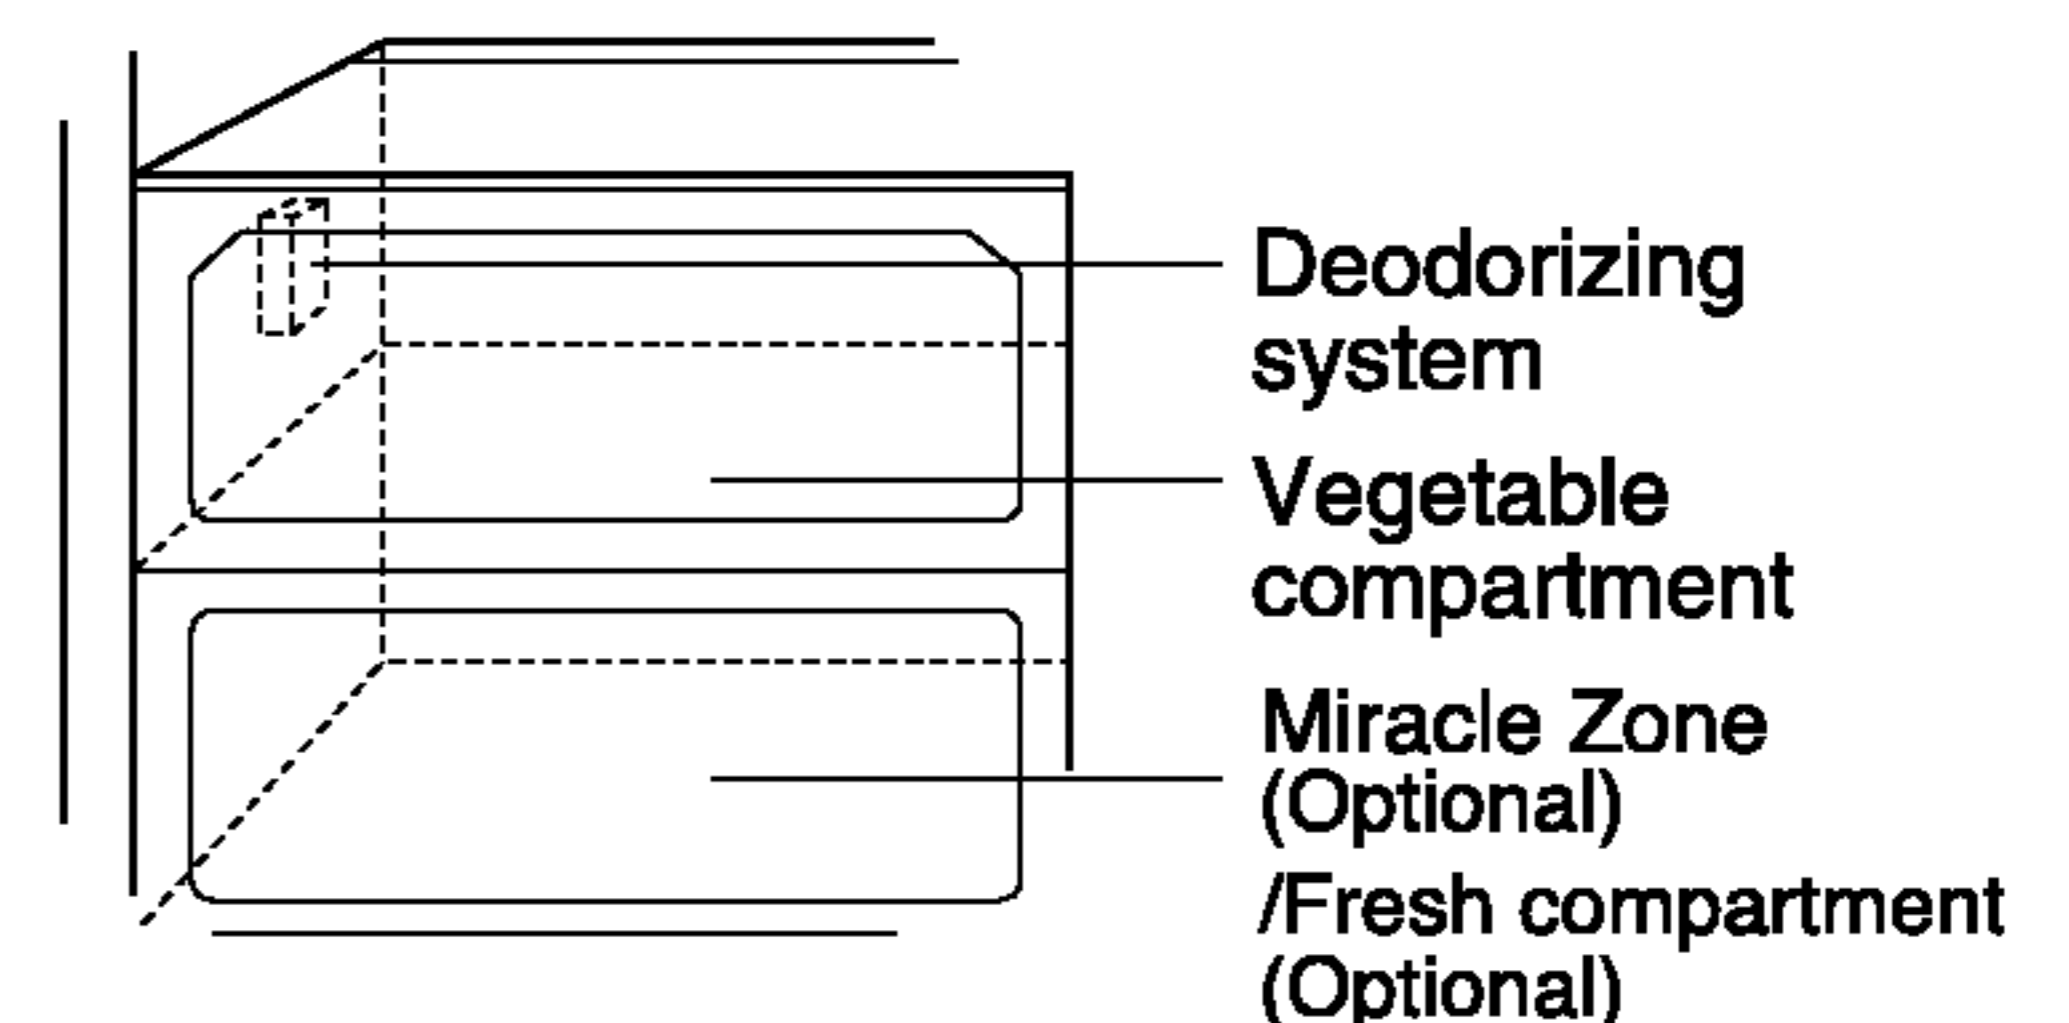 Deodorizing
system
Vegetable
compartment
Miracle Zone
(Optional)
/Fresh compartment
(Optional)